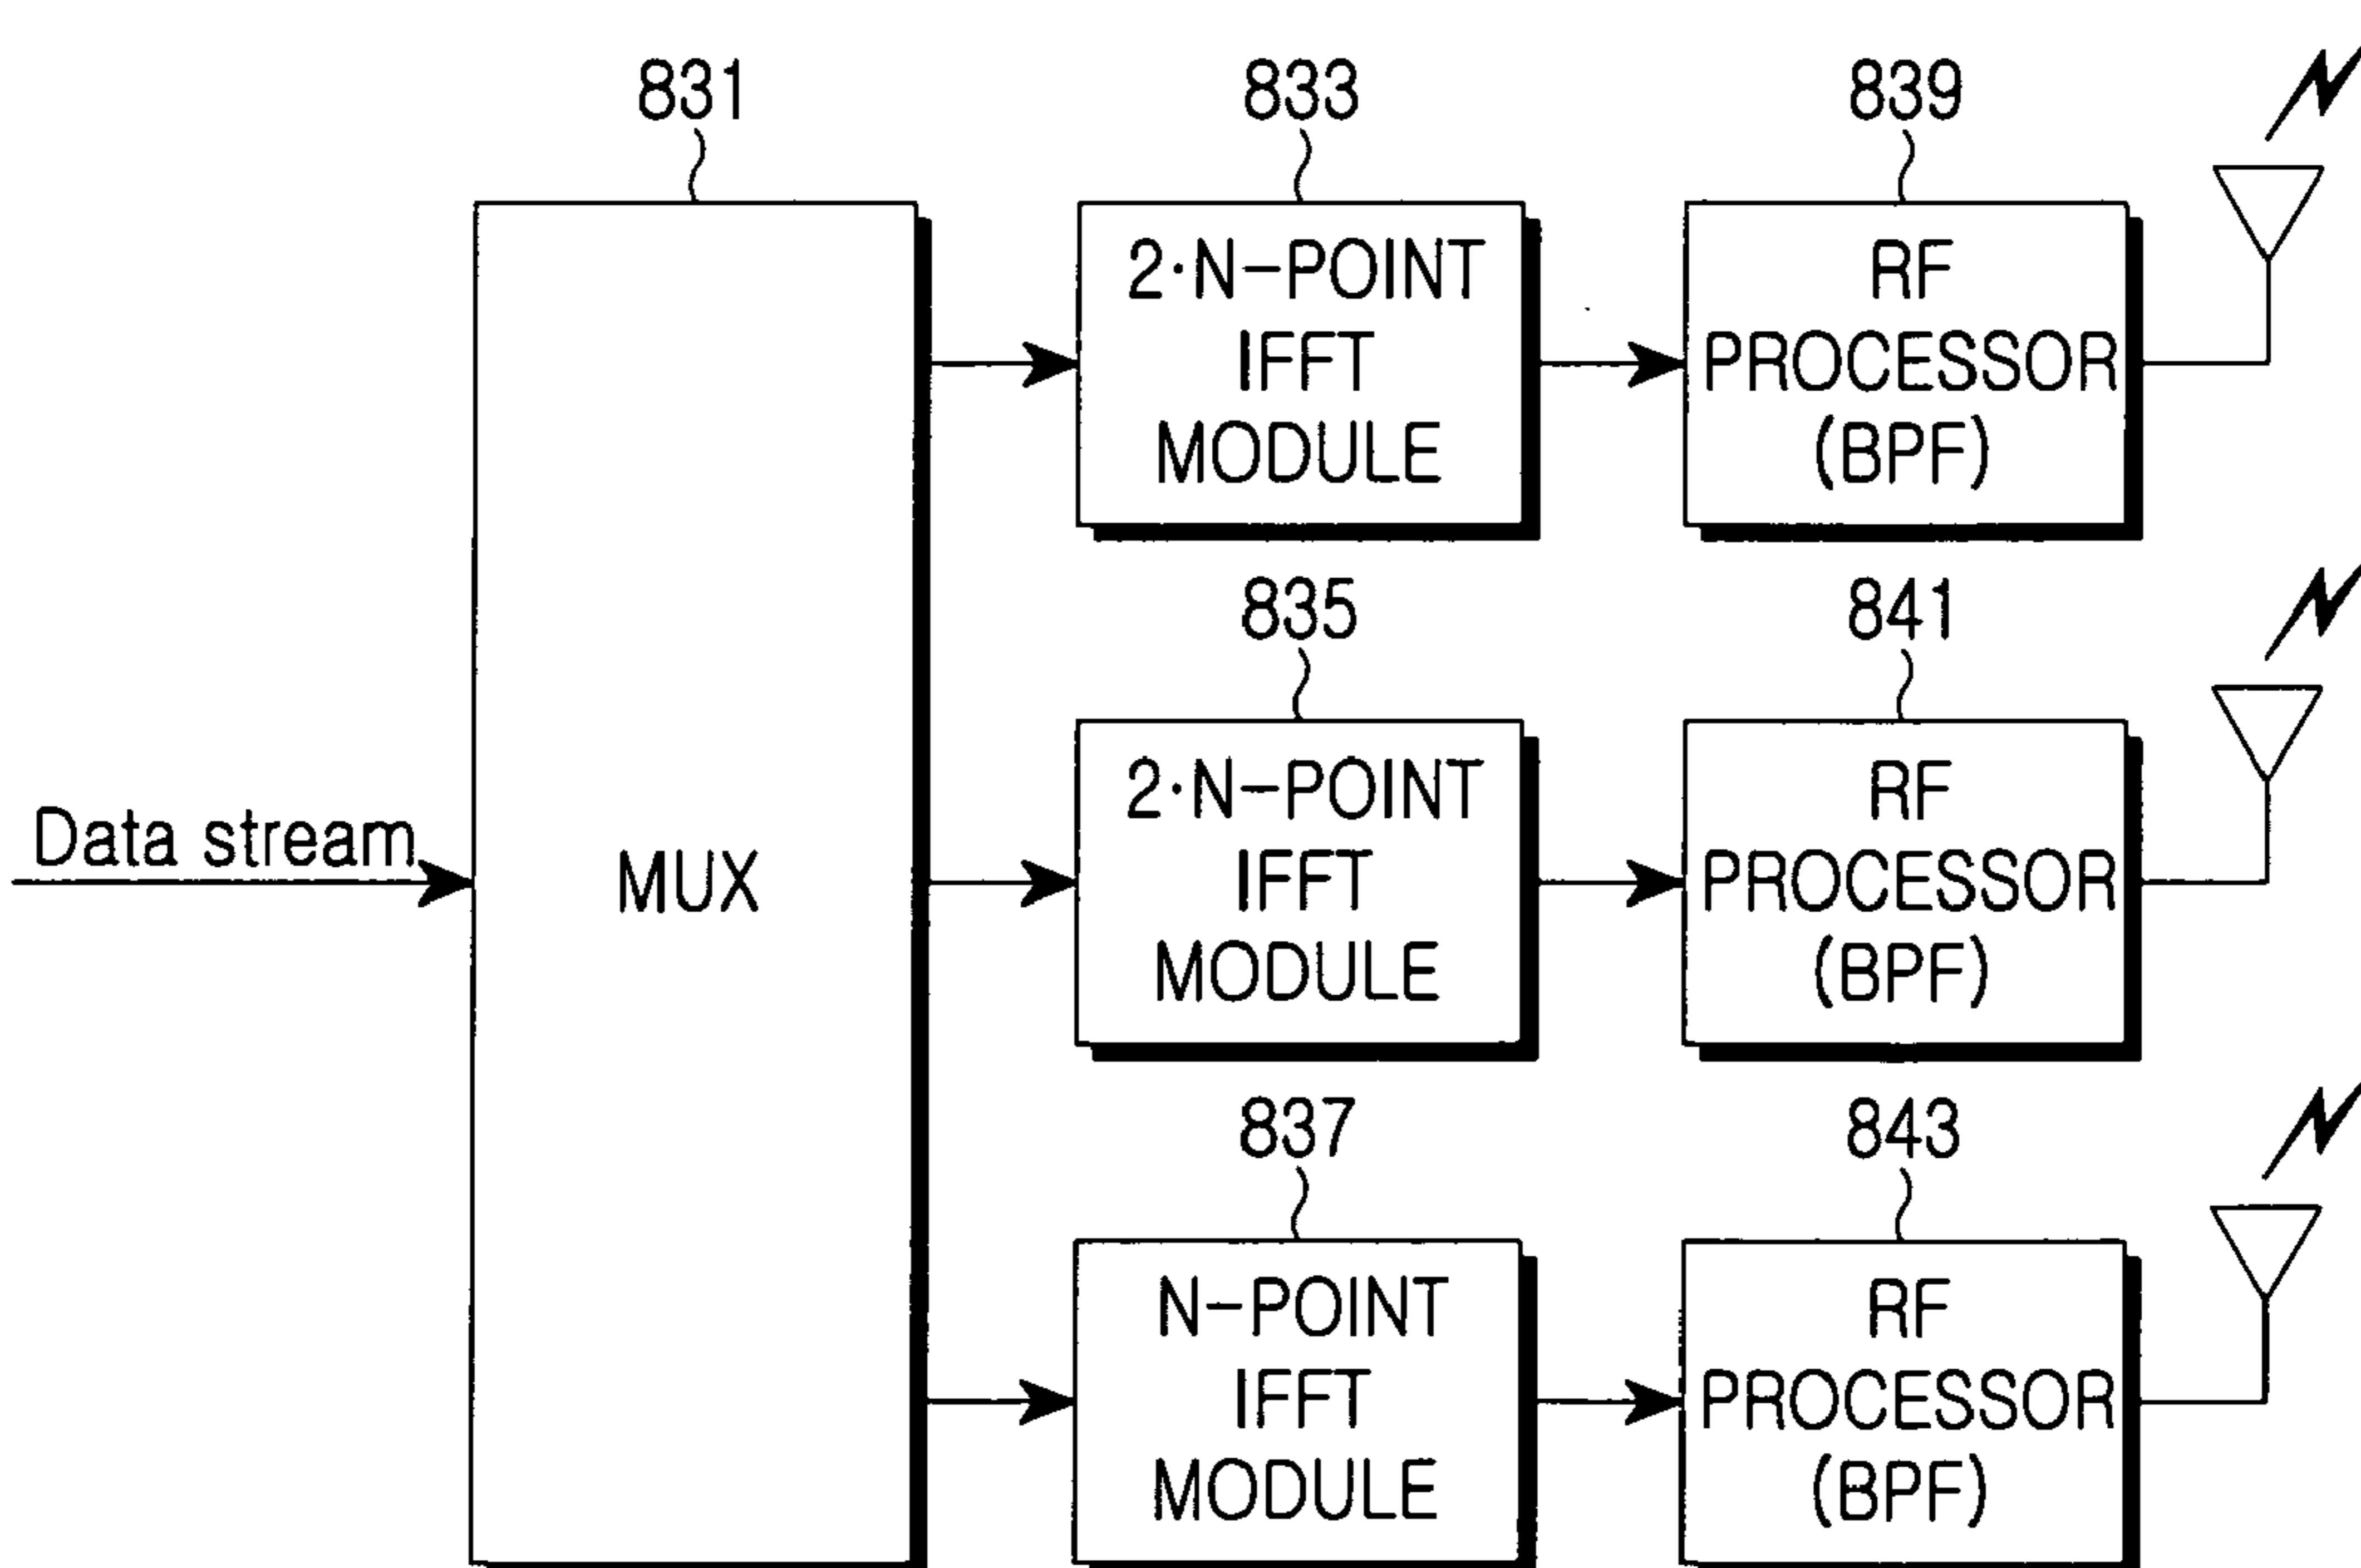 831
833
839
2·N-POINT
IFFT
MODULE
RF
PROCESSOR
(BPF)
835
841
Data stream
MUX
2·N-POINT
IFFT
MODULE
RF
PROCESSOR
(BPF)
837
843
N-POINT
IFFT
MODULE
RF
PROCESSOR
(BPF)